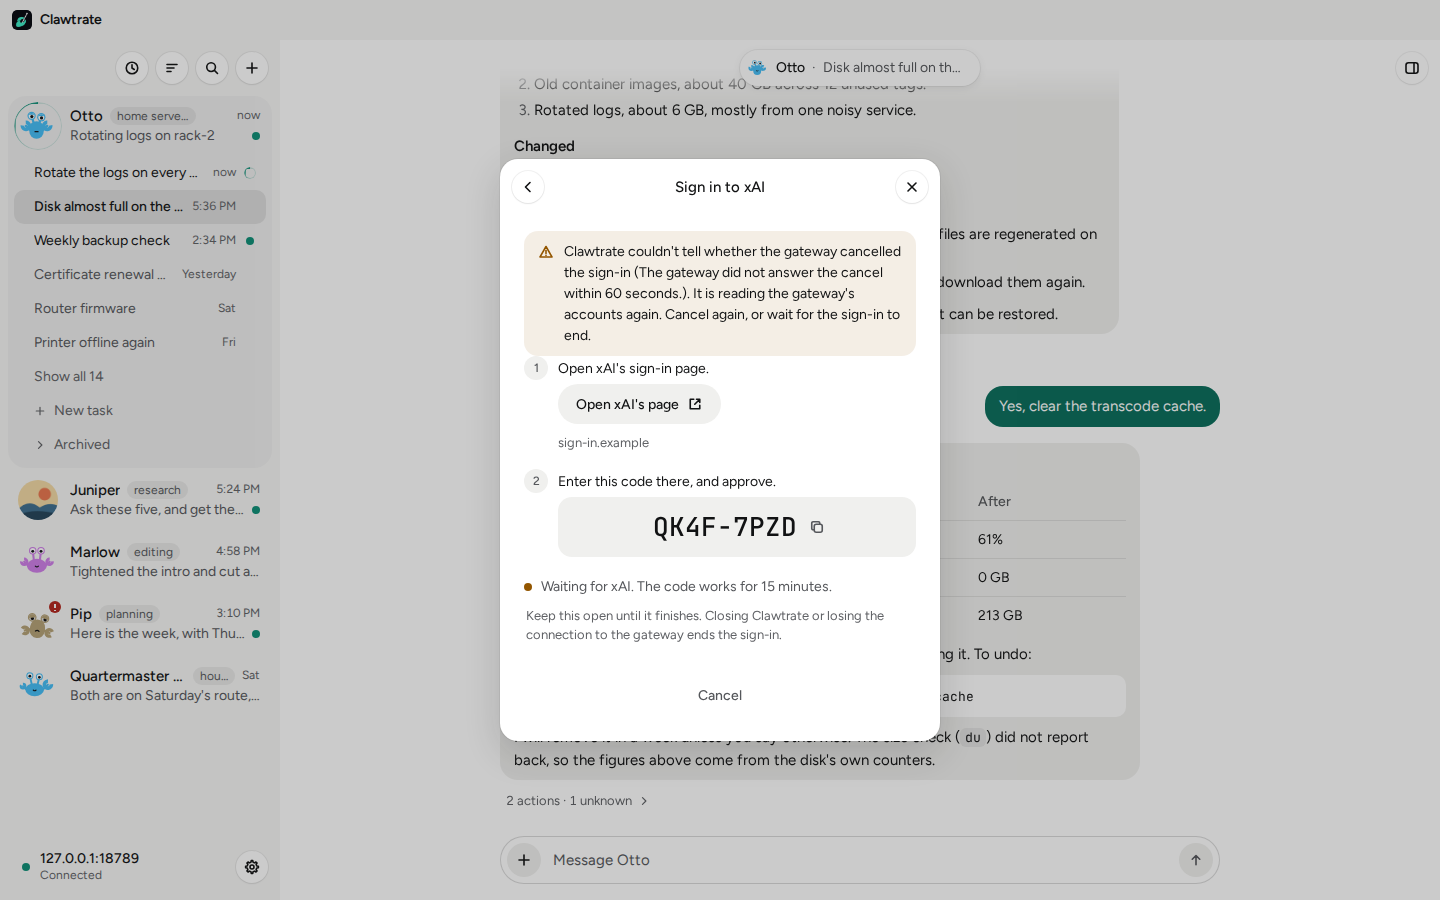 Clawtrate
Otto · Disk almost full on th...
Otto home serve... now
Rotating logs on rack-2
Rotate the logs on every ... now
Disk almost full on the ... 5:36 PM
Weekly backup check 2:34 PM
Certificate renewal ... Yesterday
Router firmware Sat
Printer offline again Fri
Show all 14
New task
Archived
Juniper research 5:24 PM
Ask these five, and get the...
Marlow editing 4:58 PM
Tightened the intro and cut a...
Pip planning 3:10 PM
Here is the week, with Thu...
Quartermaster ... hou... Sat
Both are on Saturday's route,...
127.0.0.1:18789
Connected
2. Old container images, about 40 GB across 12 unused tags.
3. Rotated logs, about 6 GB, mostly from one noisy service.
Changed
files are regenerated on
download them again.
t can be restored.
Yes, clear the transcode cache.
After
61%
0 GB
213 GB
ng it. To undo:
cache
check ( du ) did not report
back, so the figures above come from the disk's own counters.
2 actions · 1 unknown
Message Otto
Sign in to xAI
Clawtrate couldn't tell whether the gateway cancelled
the sign-in (The gateway did not answer the cancel
within 60 seconds.). It is reading the gateway's
accounts again. Cancel again, or wait for the sign-in to
end.
1 Open xAI's sign-in page.
Open xAI's page
sign-in.example
2 Enter this code there, and approve.
QK4F-7PZD
Waiting for xAI. The code works for 15 minutes.
Keep this open until it finishes. Closing Clawtrate or losing the
connection to the gateway ends the sign-in.
Cancel